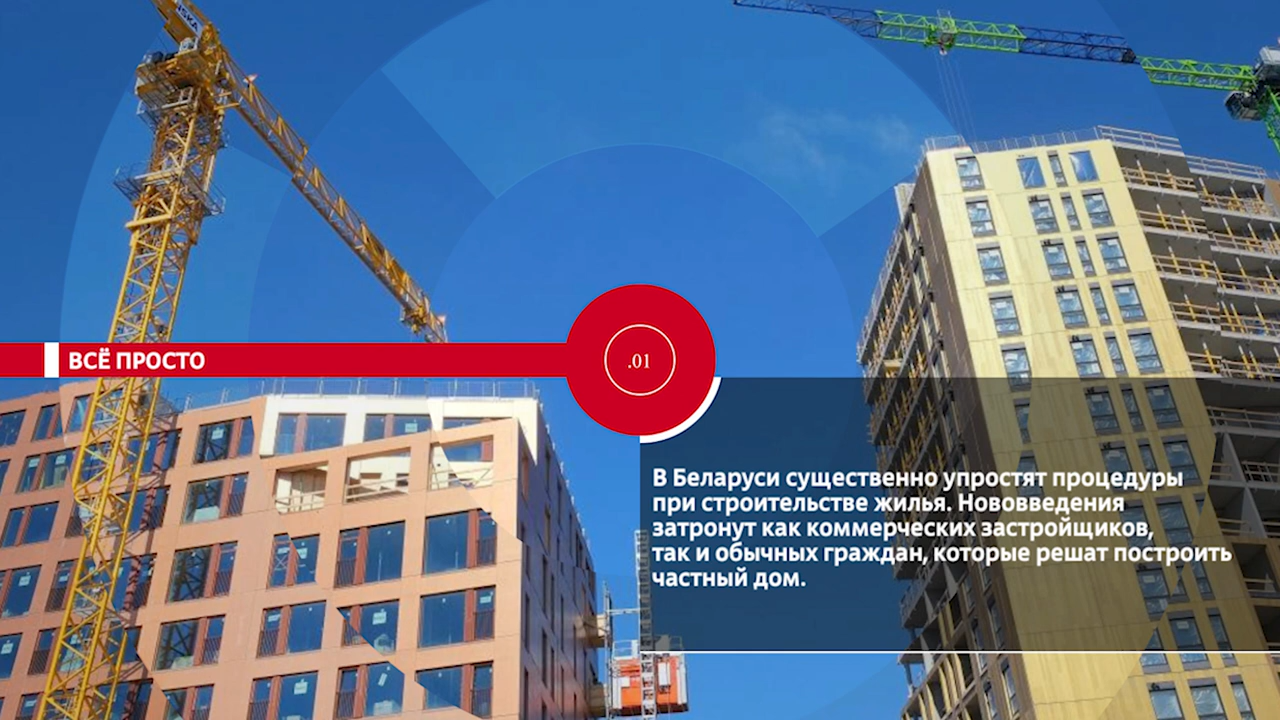 ВСЁ ПРОСТО
.01
В Беларуси существенно упростят процедуры
при строительстве жилья. Нововведения
затронут как коммерческих застройщиков,
так и обычных граждан, которые решат построить
частный дом.